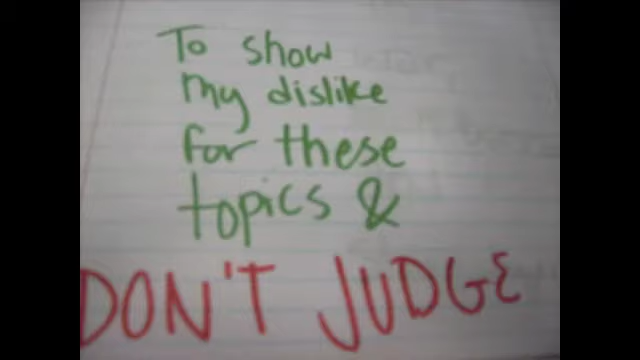 To show
my dislike
for these
topics &
DON'T JUDGE